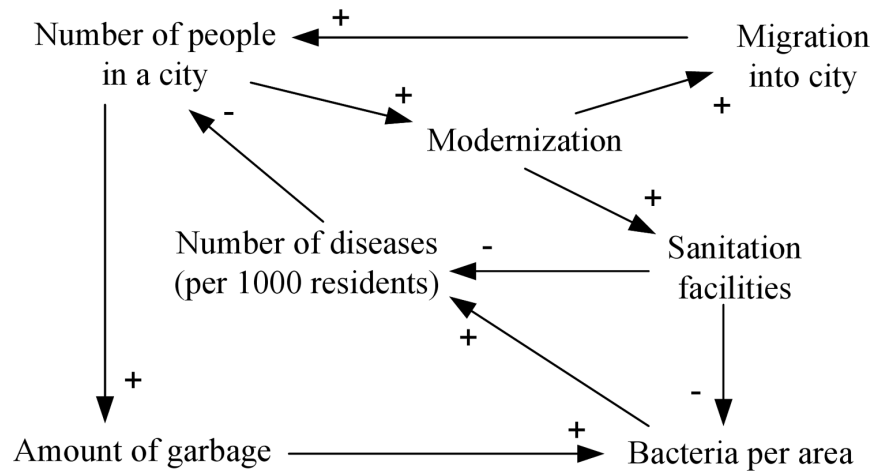 Number of people
in a city
+
Migration
into city
-
+
+
Modernization
+
Number of diseases
(per 1000 residents)
-
Sanitation
facilities
+
+
-
Amount of garbage
+
Bacteria per area